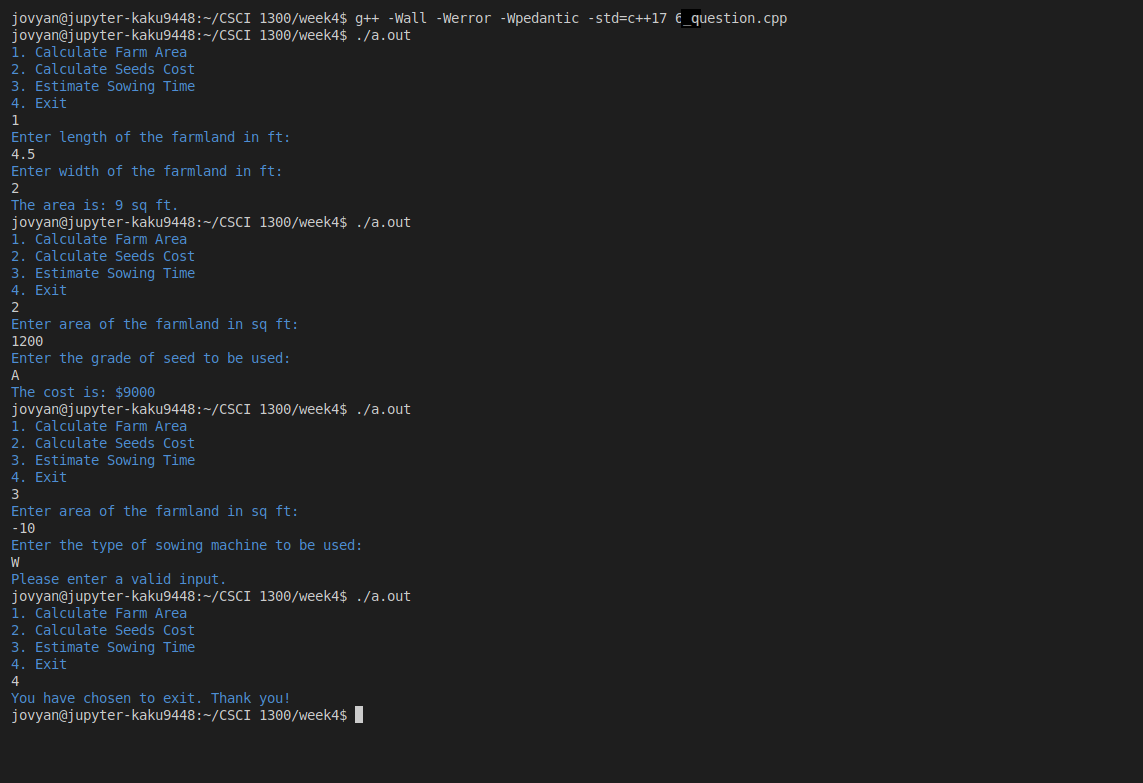 jovyan@jupyter-kaku9448:~/CSCI 1300/week4$ g++ -Wall -Werror -Wpedantic -std=c++17 6_question.cpp
jovyan@jupyter-kaku9448:~/CSCI 1300/week4$ ./a.out
1. Calculate Farm Area
2. Calculate Seeds Cost
3. Estimate Sowing Time
4. Exit
1
Enter length of the farmland in ft:
4.5
Enter width of the farmland in ft:
2
The area is: 9 sq ft.
jovyan@jupyter-kaku9448:~/CSCI 1300/week4$ ./a.out
1. Calculate Farm Area
2. Calculate Seeds Cost
3. Estimate Sowing Time
4. Exit
2
Enter area of the farmland in sq ft:
1200
Enter the grade of seed to be used:
A
The cost is: $9000
jovyan@jupyter-kaku9448:~/CSCI 1300/week4$ ./a.out
1. Calculate Farm Area
2. Calculate Seeds Cost
3. Estimate Sowing Time
4. Exit
3
Enter area of the farmland in sq ft:
-10
Enter the type of sowing machine to be used:
W
Please enter a valid input.
jovyan@jupyter-kaku9448:~/CSCI 1300/week4$ ./a.out
1. Calculate Farm Area
2. Calculate Seeds Cost
3. Estimate Sowing Time
4. Exit
4
You have chosen to exit. Thank you!
jovyan@jupyter-kaku9448:~/CSCI 1300/week4$